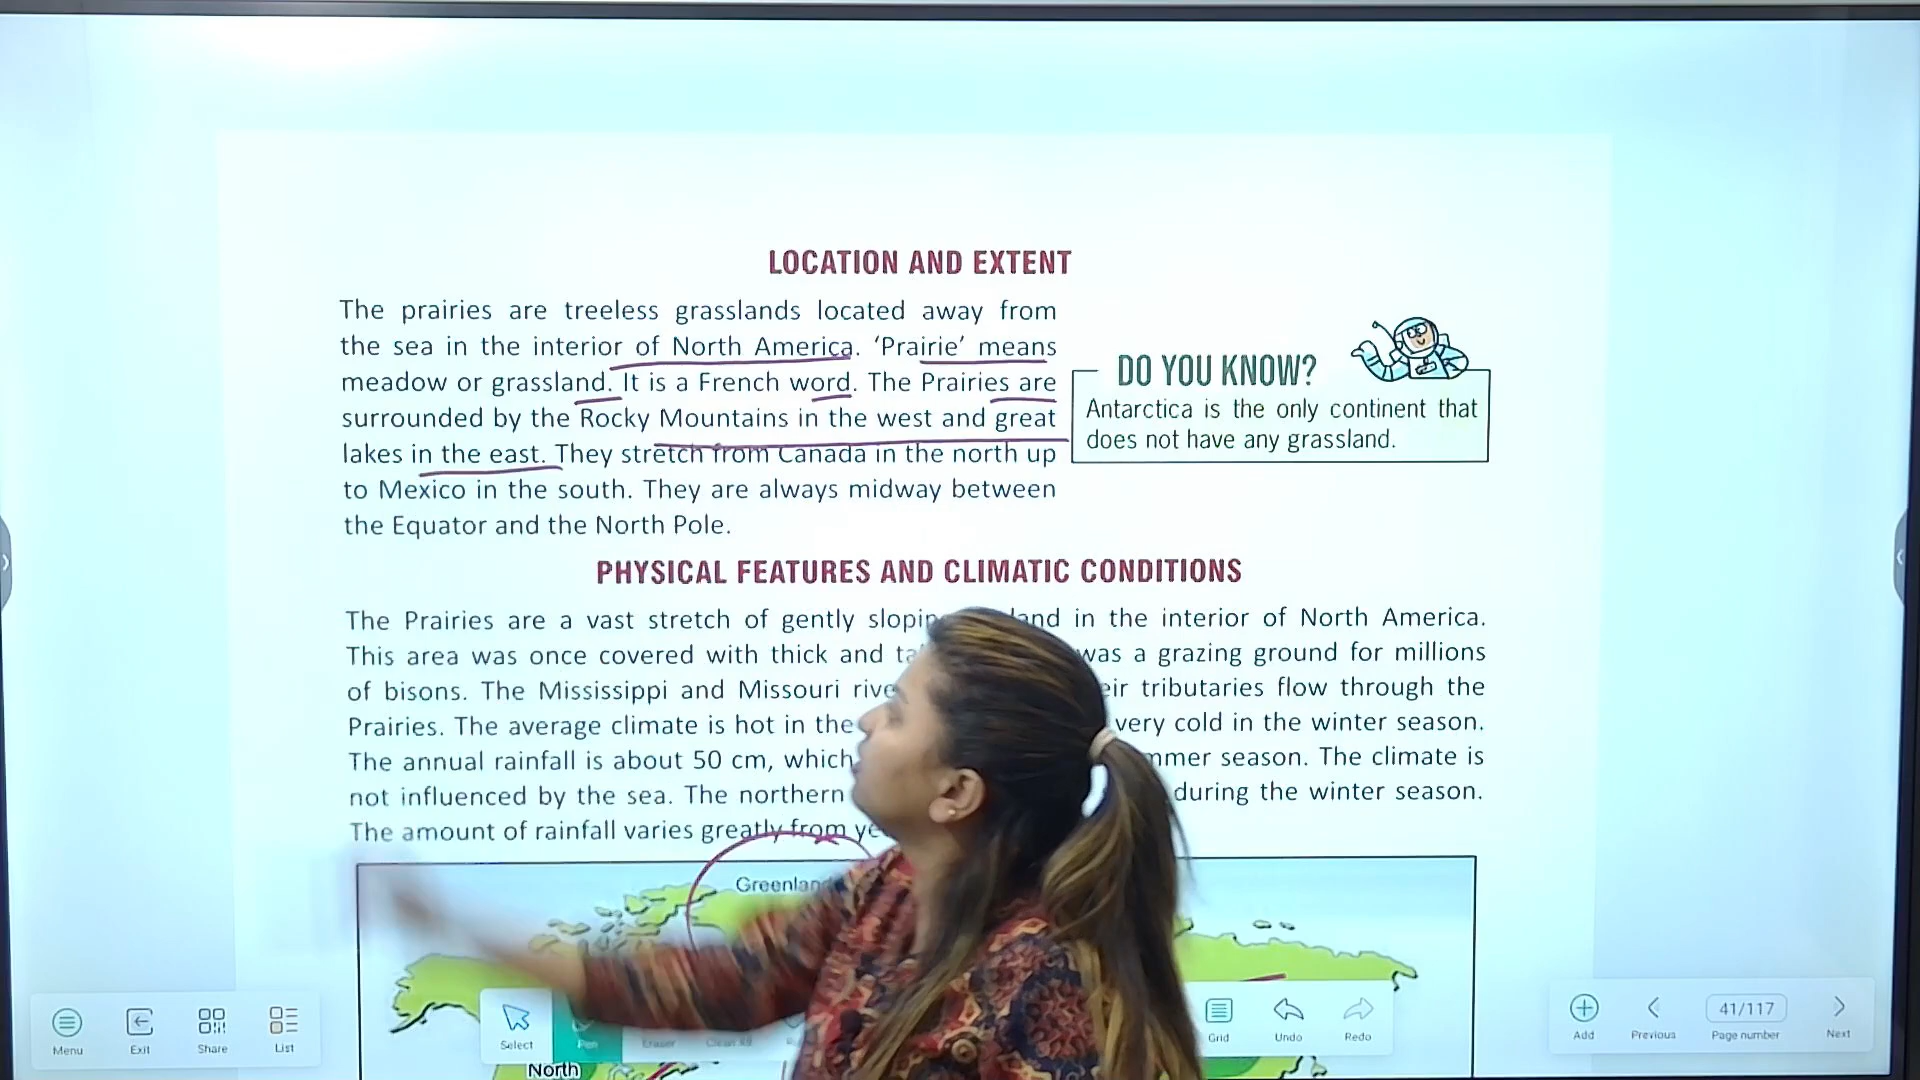 LOCATION AND EXTENT
The prairies are treeless grasslands located away from
the sea in the interior of North America. ‘Prairie’ means
meadow or grassland. It is a French word. The Prairies are
surrounded by the Rocky Mountains in the west and great
lakes in the east. They stretch from Canada in the north up
to Mexico in the south. They are always midway between
the Equator and the North Pole.
DO YOU KNOW?
Antarctica is the only continent that
does not have any grassland.
PHYSICAL FEATURES AND CLIMATIC CONDITIONS
The Prairies are a vast stretch of gently in the interior of North America.
This area was once covered with thick and was a grazing ground for millions
of bisons. The Mississippi and Missouri tributaries flow through the
Prairies. The average climate is hot in the very cold in the winter season.
The annual rainfall is about 50 cm, which season. The climate is
not influenced by the sea. The northern during the winter season.
The amount of rainfall varies greatly from
Greenland
North
Menu
Exit
Share
List
Select
Pen
Eraser
Grid
Undo
Redo
Add
Previous
41/117
Page number
Next